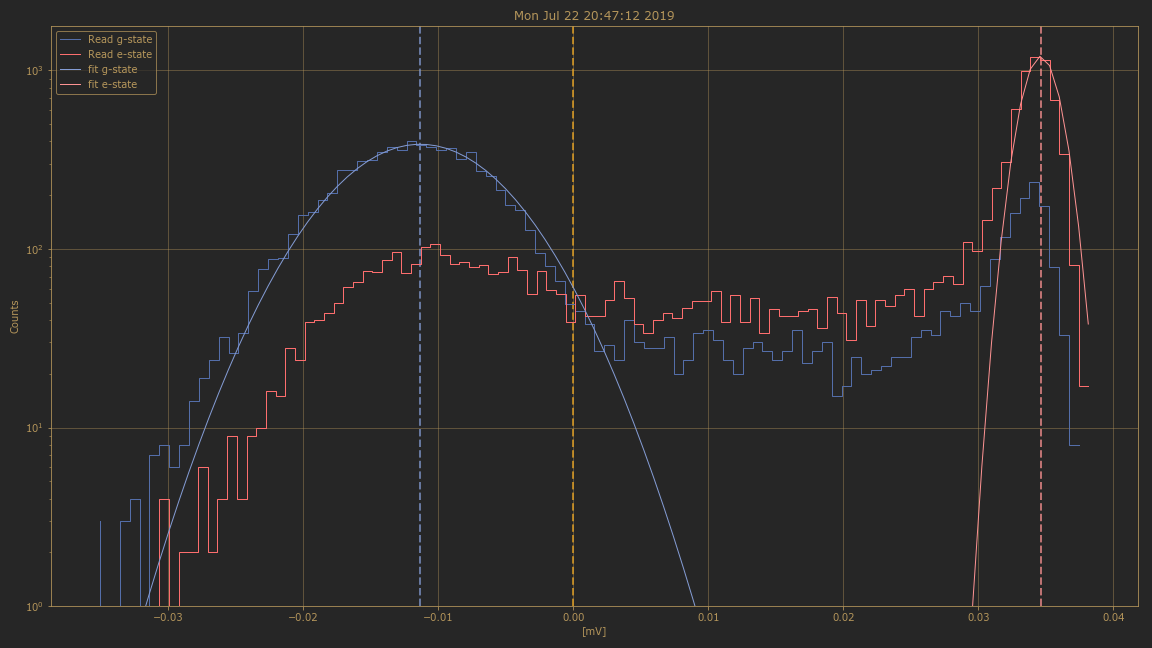 Mon Jul 22 20:47:12 2019
Read g-state
Read e-state
fit g-state
fit e-state
10³
10²
10¹
10⁰
Counts
−0.03 −0.02 −0.01 0.00 0.01 0.02 0.03 0.04
[mV]